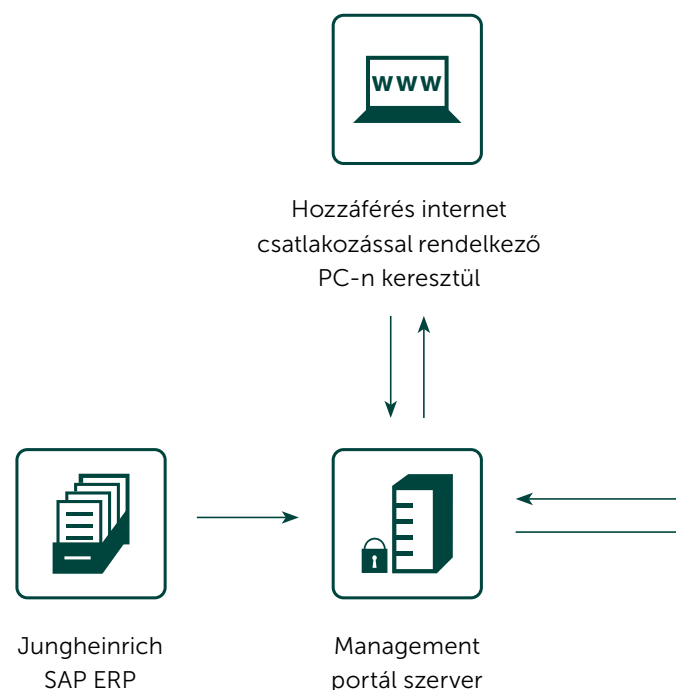 www
Hozzáférés internet
csatlakozással rendelkező
PC-n keresztül
Jungheinrich
SAP ERP
Management
portál szerver